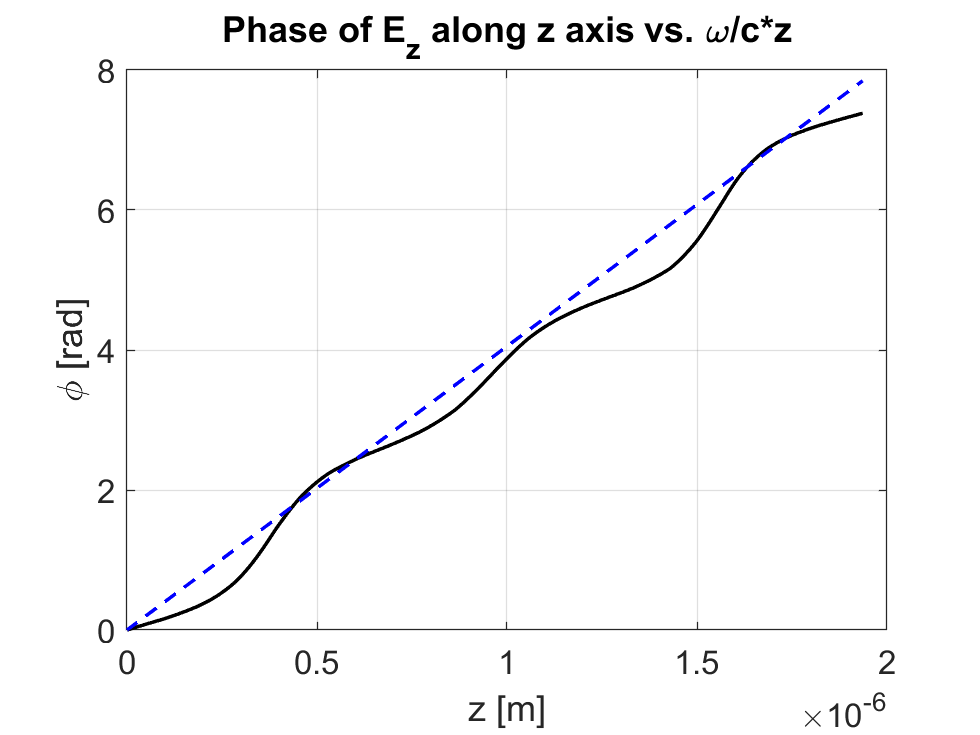 Phase of E_z along z axis vs. ω/c*z
8
6
4
2
0
ϕ [rad]
0 0.5 1 1.5 2
z [m]
×10^-6